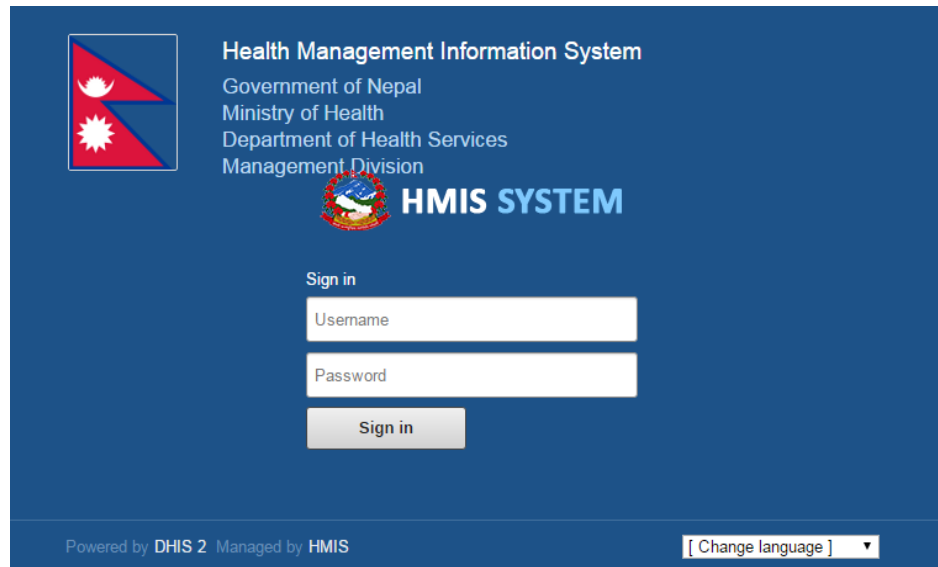 Health Management Information System
Government of Nepal
Ministry of Health
Department of Health Services
Management Division
HMIS SYSTEM
Sign in
Username
Password
Sign in
Powered by DHIS 2 Managed by HMIS
[ Change language ]